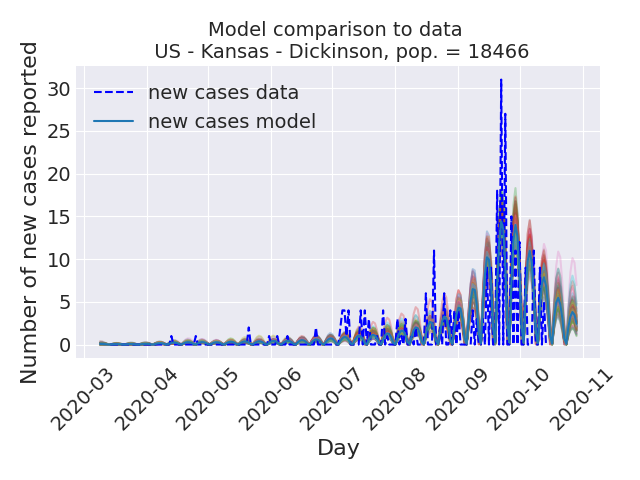 Model comparison to data
US - Kansas - Dickinson, pop. = 18466
Number of new cases reported
30
25
20
15
10
5
0
new cases data
new cases model
2020-03
2020-04
2020-05
2020-06
2020-07
2020-08
2020-09
2020-10
2020-11
Day